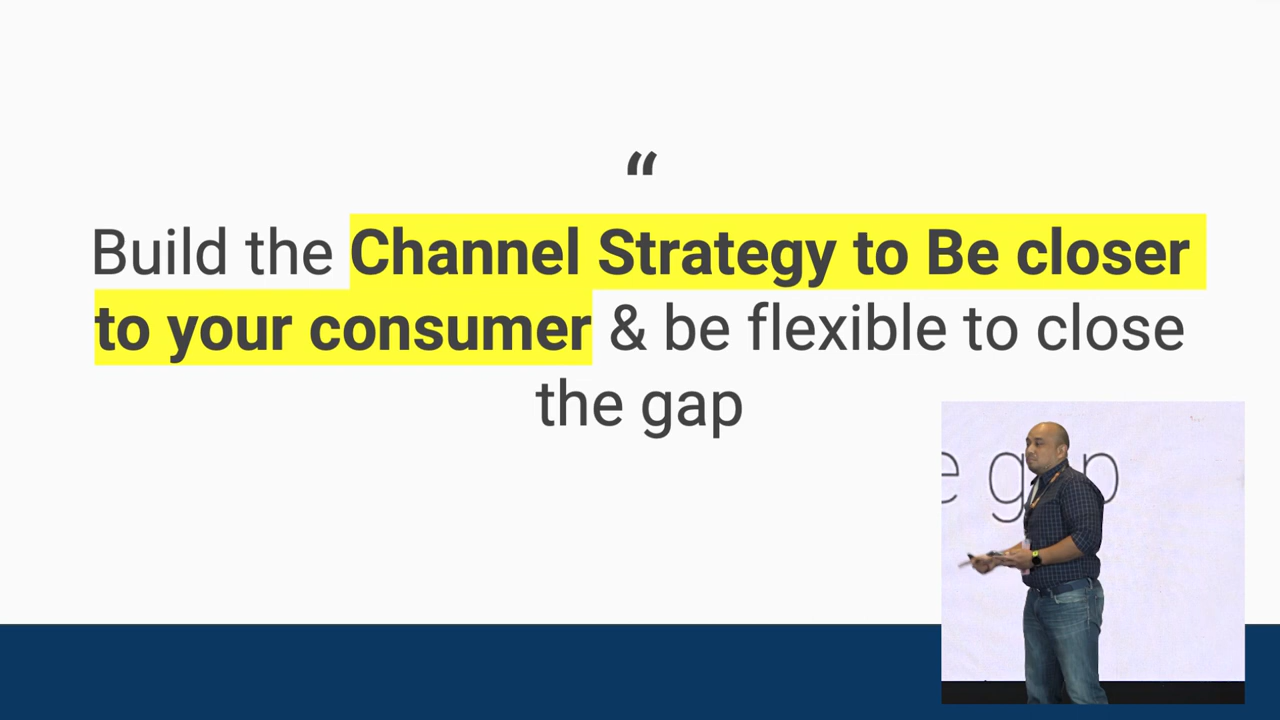 “
Build the Channel Strategy to Be closer
to your consumer & be flexible to close
the gap
e gap